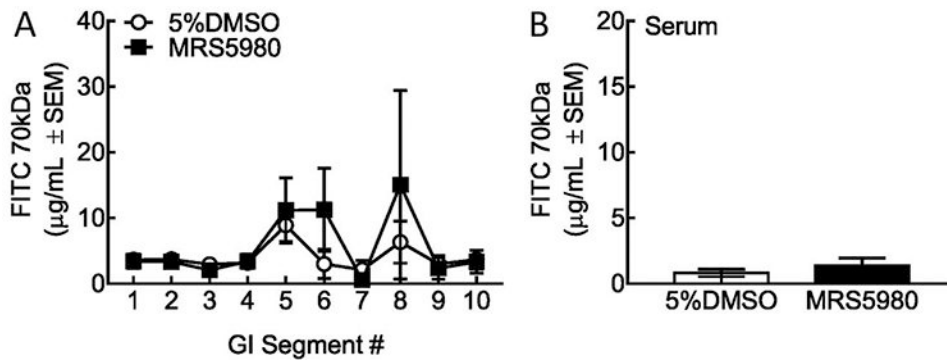 A
5%DMSO
MRS5980
FITC 70kDa
(µg/mL ± SEM)
40
30
20
10
0
1 2 3 4 5 6 7 8 9 10
GI Segment #
B
Serum
FITC 70kDa
(µg/mL ± SEM)
20
15
10
5
0
5%DMSO MRS5980